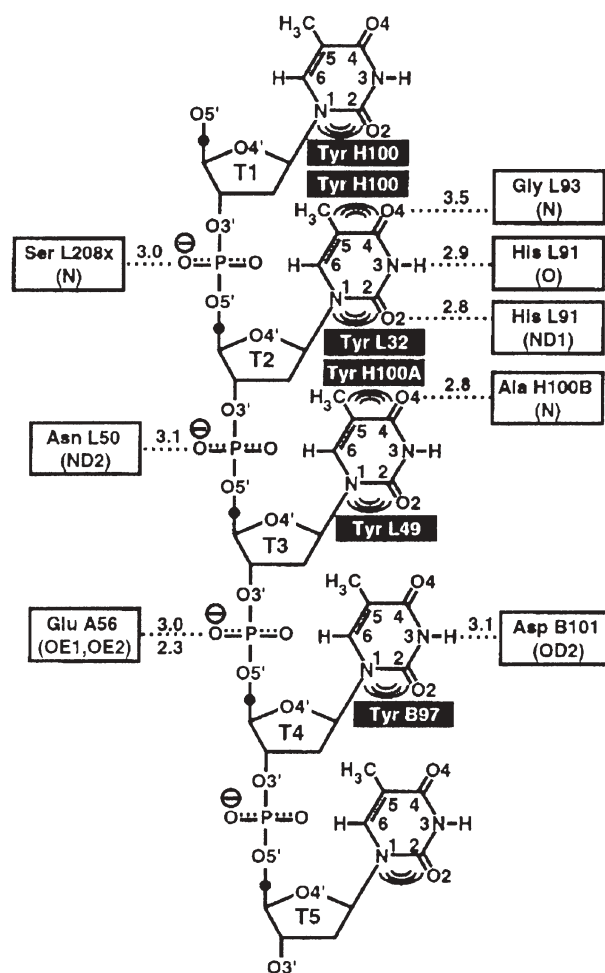 H₃C O4
5 4
H 6 3 N H
1 2
N O2
O5'
O4'
T1
Tyr H100
Tyr H100
O3'
3.5 Gly L93
(N)
H₃C O4
5 4
Ser L208x 3.0 O P O
(N)
H 6 3 N H 2.9 His L91
(O)
1 2
N O2 2.8 His L91
(ND1)
O5'
O4'
T2
Tyr L32
Tyr H100A
O3'
H₃C O4 2.8 Ala H100B
(N)
5 4
Asn L50 3.1 O P O
(ND2)
H 6 3 N H
1 2
N O2
O5'
O4'
T3
Tyr L49
O3'
H₃C O4
5 4
Glu A56 3.0 O P O
(OE1,OE2) 2.3
H 6 3 N H 3.1 Asp B101
(OD2)
1 2
N O2
O5'
O4'
T4
Tyr B97
O3'
H₃C O4
5 4
O P O
H 6 3 N H
1 2
N O2
O5'
O4'
T5
O3'